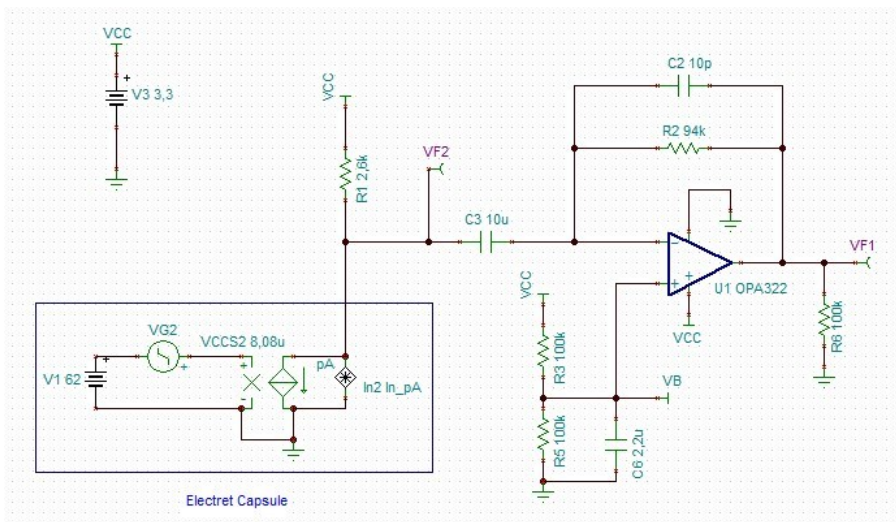 VCC
V3 3,3
VCC
R1 2,6k
VF2
C2 10p
R2 94k
C3 10u
VF1
U1 OPA322
VCC
VCC
R3 100k
R6 100k
VB
R5 100k
C6 2,2u
VG2
VCCS2 8,08u
pA
V1 62
In2 In_pA
Electret Capsule